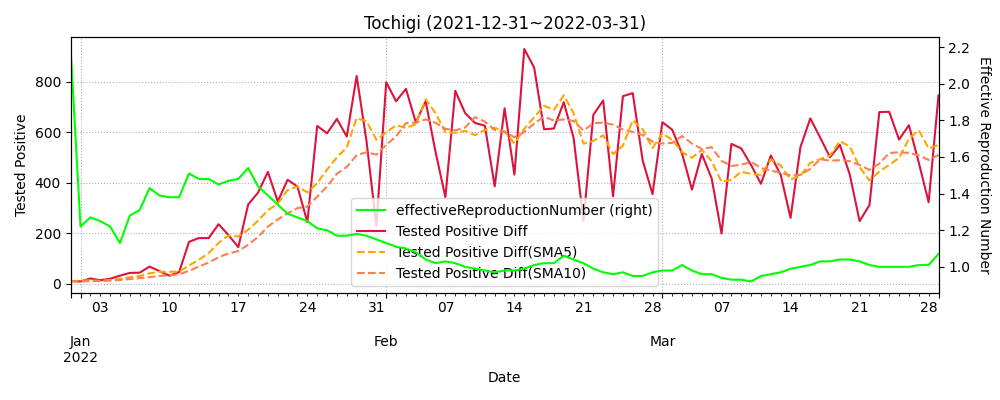 Tochigi (2021-12-31~2022-03-31)
Tested Positive
800
600
400
200
0
2.2
2.0
1.8
1.6
1.4
1.2
1.0
Effective Reproduction Number
effectiveReproductionNumber (right)
Tested Positive Diff
Tested Positive Diff(SMA5)
Tested Positive Diff(SMA10)
03 10 17 24 31 07 14 21 28 07 14 21 28
Jan Feb Mar
2022
Date